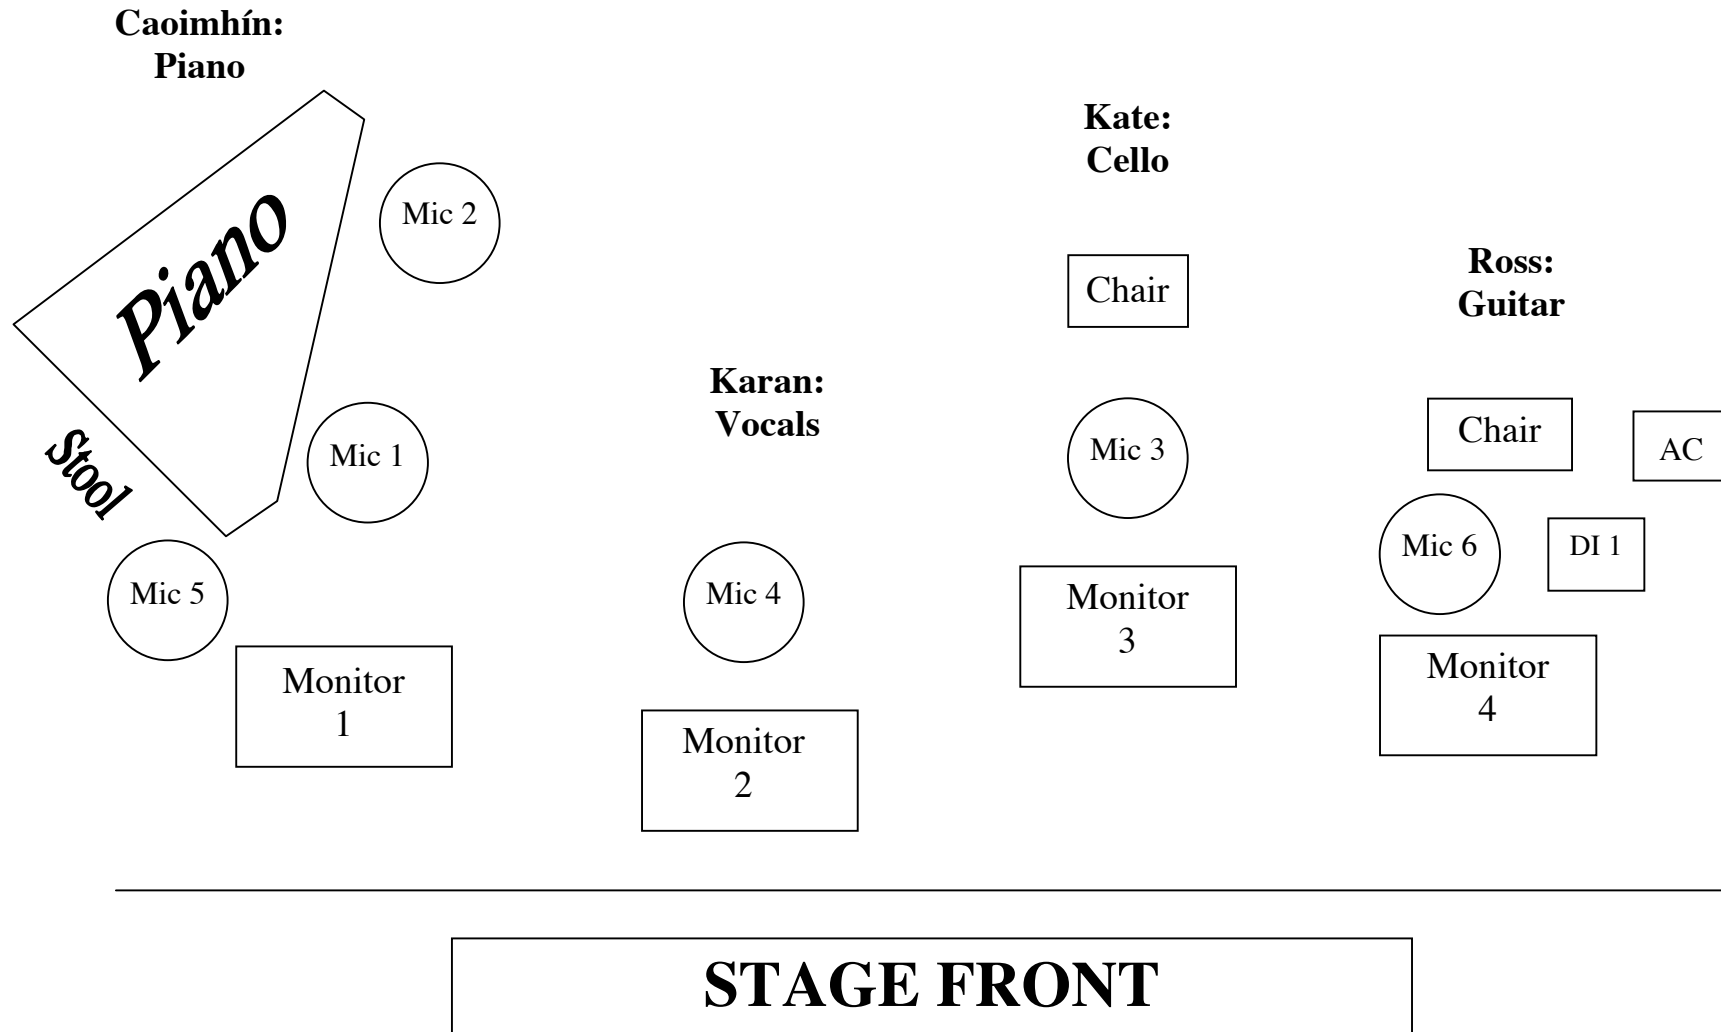 Caoimhín:
Piano
Kate:
Cello
Piano
Mic 2
Chair
Ross:
Guitar
Karan:
Vocals
Stool
Mic 1
Mic 3
Chair
AC
Mic 5
Mic 4
Mic 6
DI 1
Monitor
1
Monitor
2
Monitor
3
Monitor
4
STAGE FRONT